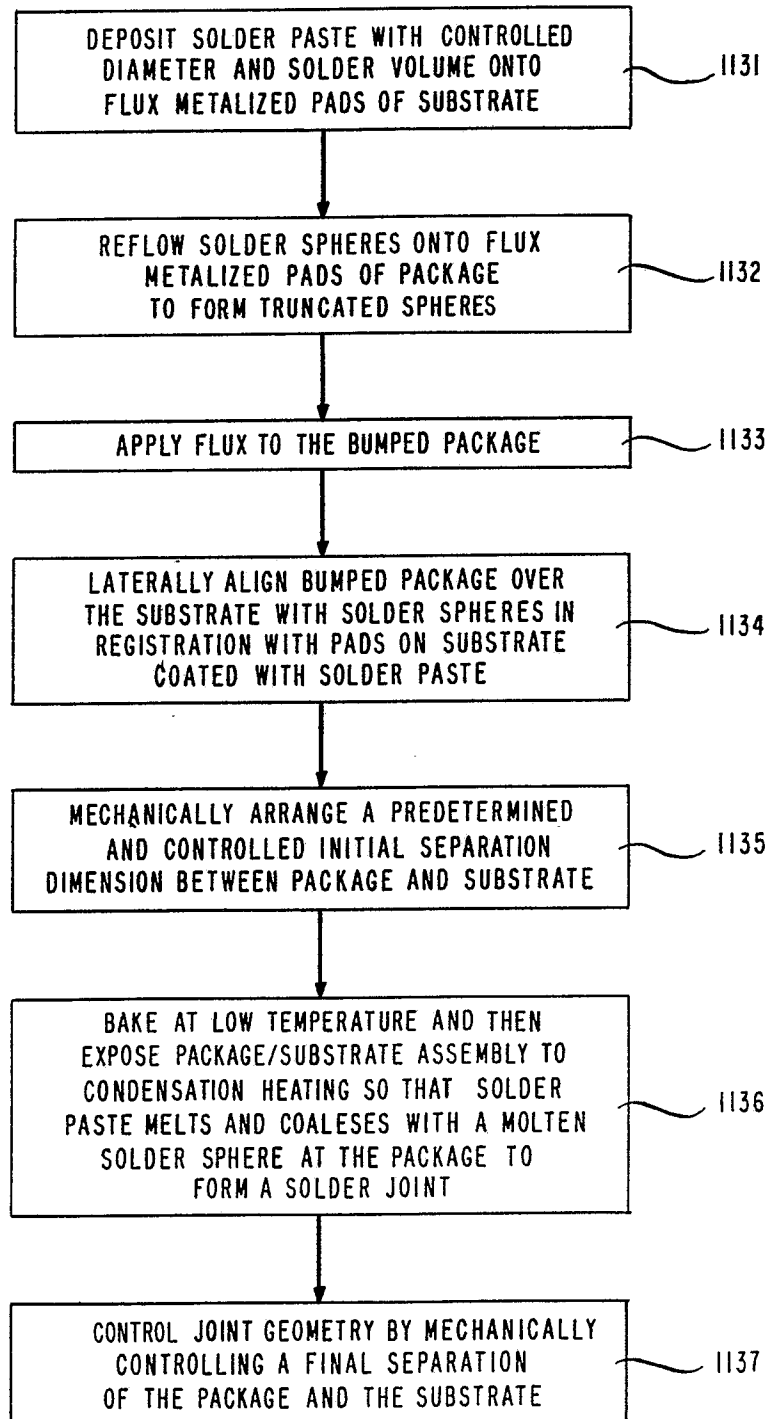 DEPOSIT SOLDER PASTE WITH CONTROLLED
DIAMETER AND SOLDER VOLUME ONTO
FLUX METALIZED PADS OF SUBSTRATE
1131
REFLOW SOLDER SPHERES ONTO FLUX
METALIZED PADS OF PACKAGE
TO FORM TRUNCATED SPHERES
1132
APPLY FLUX TO THE BUMPED PACKAGE
1133
LATERALLY ALIGN BUMPED PACKAGE OVER
THE SUBSTRATE WITH SOLDER SPHERES IN
REGISTRATION WITH PADS ON SUBSTRATE
COATED WITH SOLDER PASTE
1134
MECHANICALLY ARRANGE A PREDETERMINED
AND CONTROLLED INITIAL SEPARATION
DIMENSION BETWEEN PACKAGE AND SUBSTRATE
1135
BAKE AT LOW TEMPERATURE AND THEN
EXPOSE PACKAGE/SUBSTRATE ASSEMBLY TO
CONDENSATION HEATING SO THAT SOLDER
PASTE MELTS AND COALESES WITH A MOLTEN
SOLDER SPHERE AT THE PACKAGE TO
FORM A SOLDER JOINT
1136
CONTROL JOINT GEOMETRY BY MECHANICALLY
CONTROLLING A FINAL SEPARATION
OF THE PACKAGE AND THE SUBSTRATE
1137